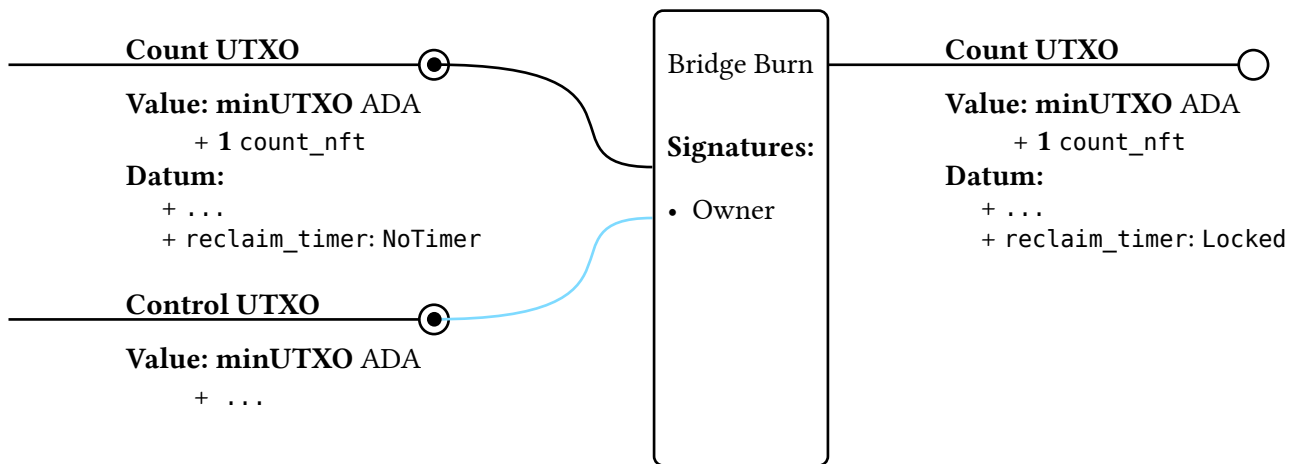 Count UTXO
Value: minUTXO ADA
+ 1 count_nft
Datum:
+ ...
+ reclaim_timer: NoTimer
Control UTXO
Value: minUTXO ADA
+ ...
Bridge Burn
Signatures:
• Owner
Count UTXO
Value: minUTXO ADA
+ 1 count_nft
Datum:
+ ...
+ reclaim_timer: Locked